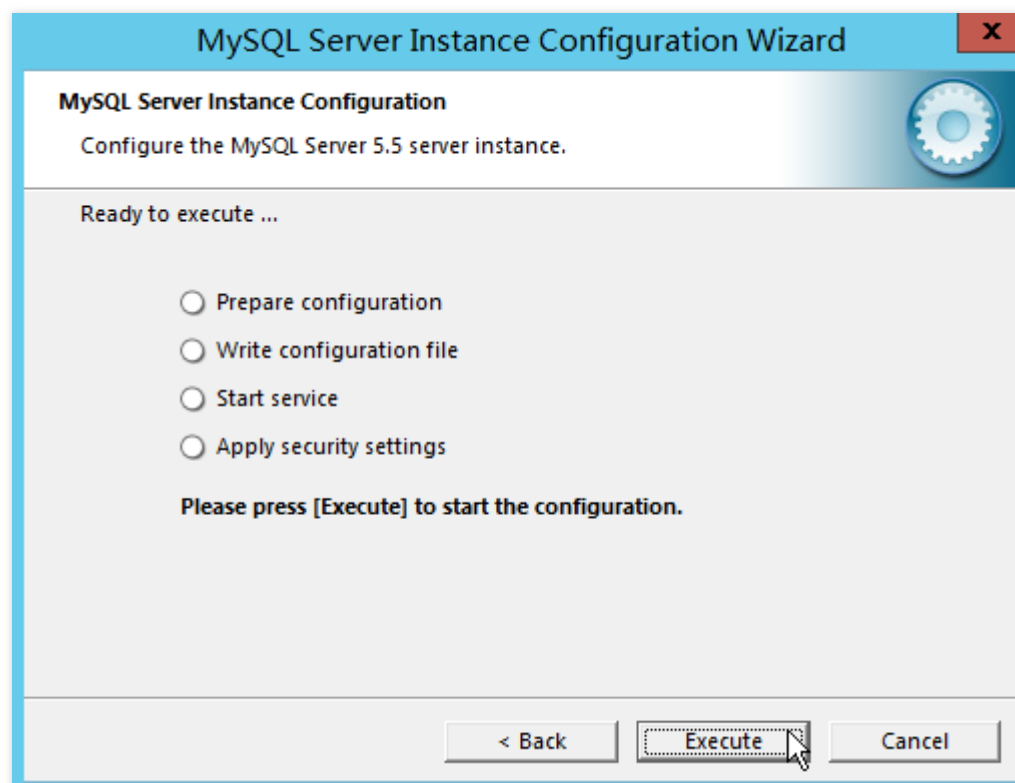 MySQL Server Instance Configuration Wizard
x
MySQL Server Instance Configuration
Configure the MySQL Server 5.5 server instance.
Ready to execute ...
Prepare configuration
Write configuration file
Start service
Apply security settings
Please press [Execute] to start the configuration.
< Back
Execute
Cancel